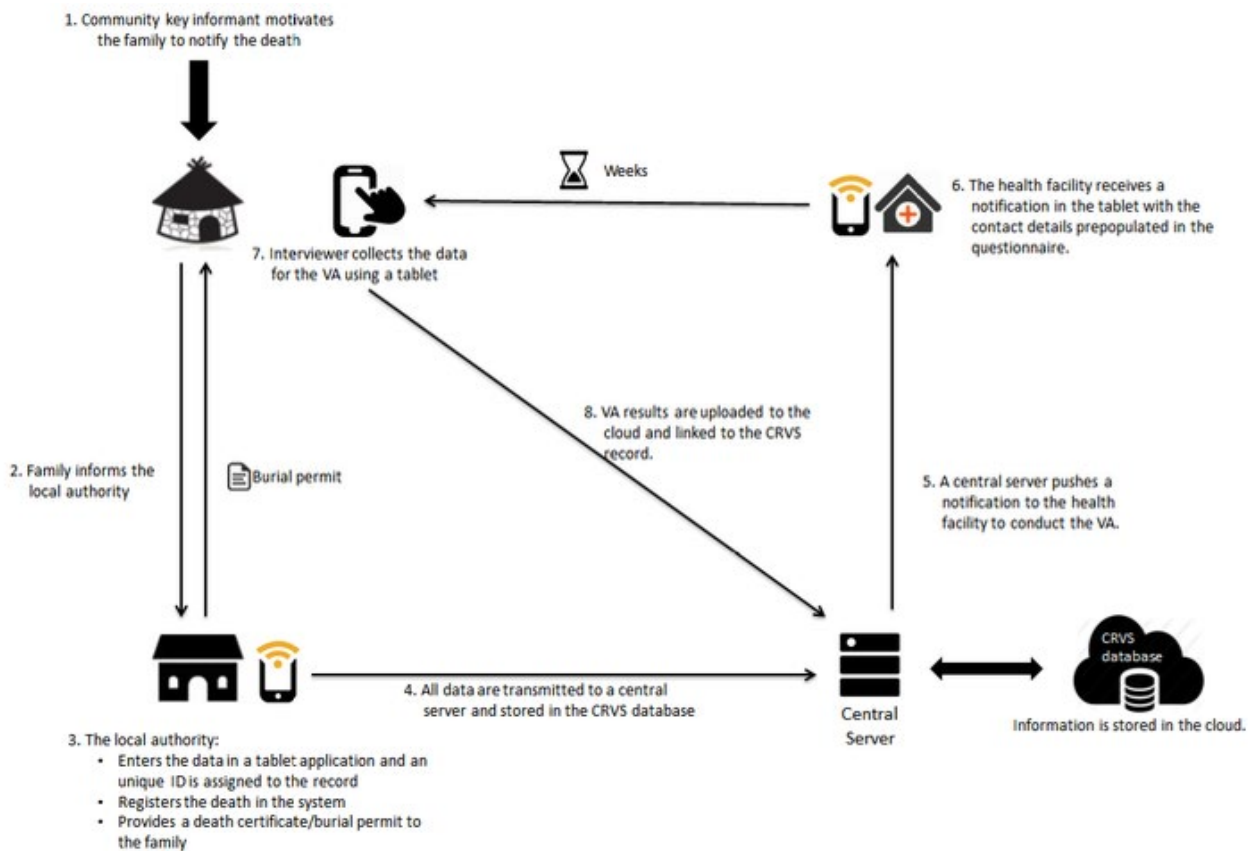 1. Community key informant motivates
the family to notify the death
Weeks
6. The health facility receives a
notification in the tablet with the
contact details prepopulated in the
questionnaire.
7. Interviewer collects the data
for the VA using a tablet
8. VA results are uploaded to the
cloud and linked to the CRVS
record.
2. Family informs the
local authority
Burial permit
5. A central server pushes a
notification to the health
facility to conduct the VA.
4. All data are transmitted to a central
server and stored in the CRVS database
Central
Server
CRVS
database
Information is stored in the cloud.
3. The local authority:
• Enters the data in a tablet application and an
unique ID is assigned to the record
• Registers the death in the system
• Provides a death certificate/burial permit to
the family